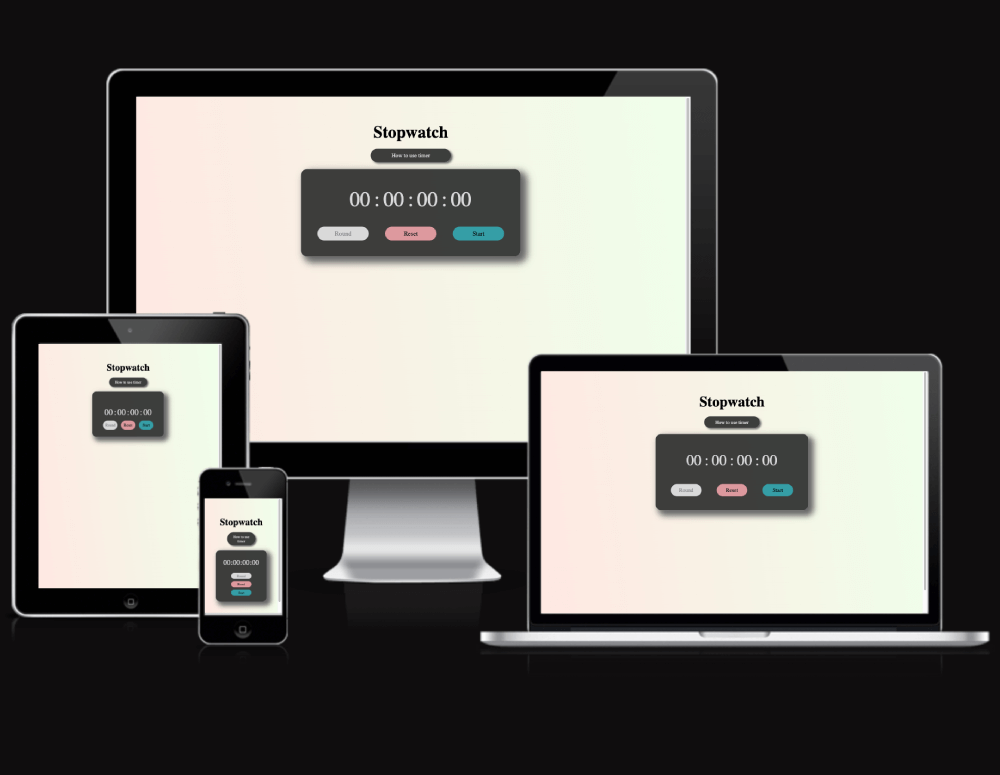 Stopwatch
How to use timer
00 : 00 : 00 : 00
Round Reset Start
Stopwatch
How to use timer
00 : 00 : 00 : 00
Round Reset Start
Stopwatch
How to use timer
00 : 00 : 00 : 00
Round Reset Start
Stopwatch
How to use
timer
00:00:00:00
Round
Reset
Start